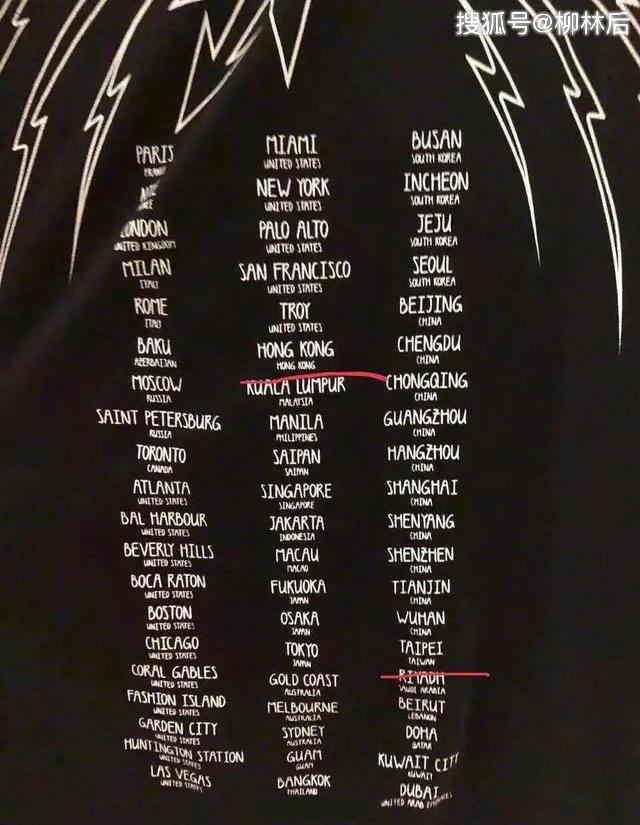 搜狐号@柳林后
PARIS
LONDON
UNITED KINGDOM
MILAN
ITALY
ROME
ITALY
BAKU
AZERBAIJAN
MOSCOW
RUSSIA
SAINT PETERSBURG
RUSSIA
TORONTO
CANADA
ATLANTA
UNITED STATES
BAL HARBOUR
UNITED STATES
BEVERLY HILLS
UNITED STATES
BOCA RATON
UNITED STATES
BOSTON
UNITED STATES
CHICAGO
UNITED STATES
CORAL GABLES
UNITED STATES
FASHION ISLAND
UNITED STATES
GARDEN CITY
UNITED STATES
HUNTINGTON STATION
UNITED STATES
LAS VEGAS
UNITED STATES
MIAMI
UNITED STATES
NEW YORK
UNITED STATES
PALO ALTO
UNITED STATES
SAN FRANCISCO
UNITED STATES
TROY
UNITED STATES
HONG KONG
HONG KONG
KUALA LUMPUR
MALAYSIA
MANILA
PHILIPPINES
SAIPAN
SAIPAN
SINGAPORE
SINGAPORE
JAKARTA
INDONESIA
MACAU
MACAO
FUKUOKA
JAPAN
OSAKA
JAPAN
TOKYO
JAPAN
GOLD COAST
AUSTRALIA
MELBOURNE
AUSTRALIA
SYDNEY
AUSTRALIA
GUAM
GUAM
BANGKOK
THAILAND
BUSAN
SOUTH KOREA
INCHEON
SOUTH KOREA
JEJU
SOUTH KOREA
SEOUL
SOUTH KOREA
BEIJING
CHINA
CHENGDU
CHINA
CHONGQING
CHINA
GUANGZHOU
CHINA
HANGZHOU
CHINA
SHANGHAI
CHINA
SHENYANG
CHINA
SHENZHEN
CHINA
TIANJIN
CHINA
WUHAN
CHINA
TAIPEI
TAIWAN
RIYADH
SAUDI ARABIA
BEIRUT
LEBANON
DOHA
QATAR
KUWAIT CITY
KUWAIT
DUBAI
UNITED ARAB EMIRATES